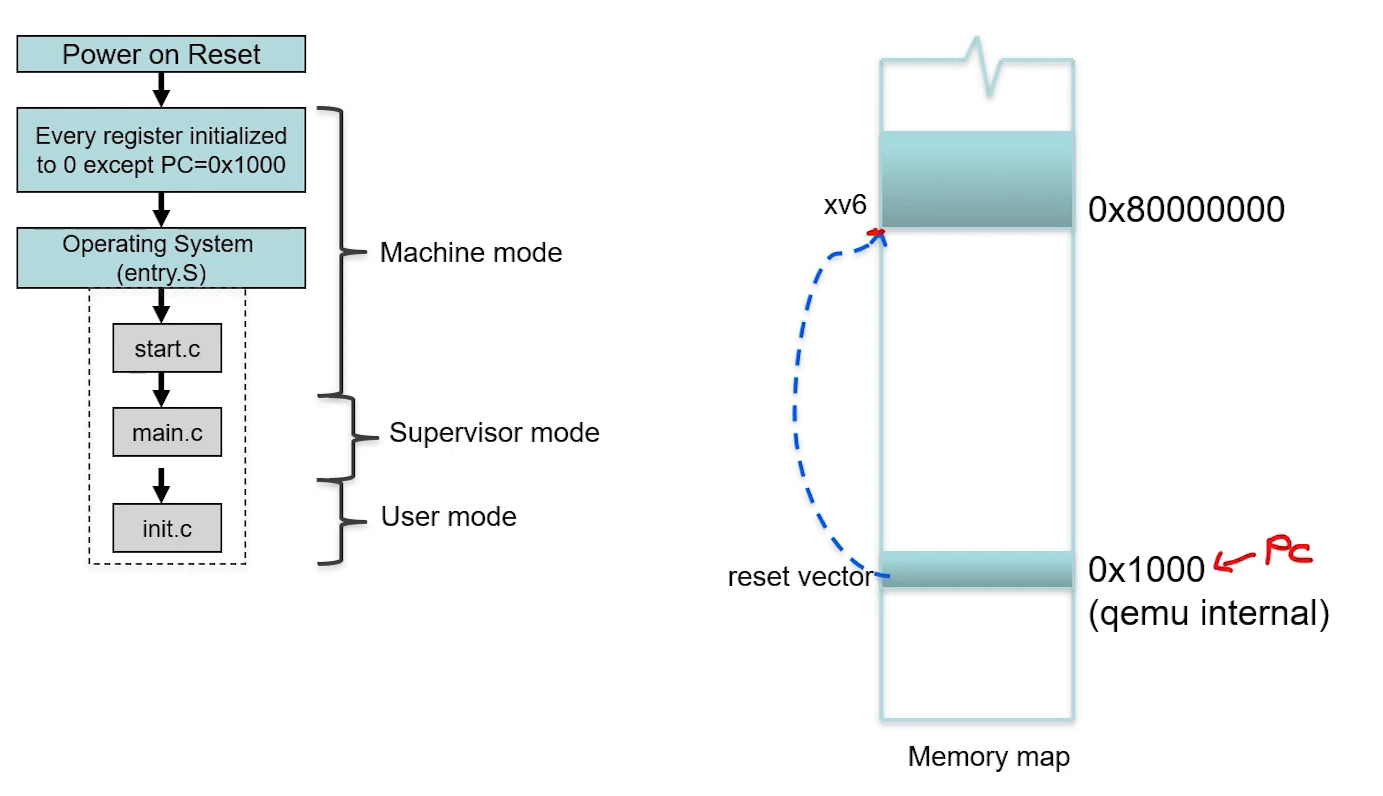 Power on Reset
Every register initialized
to 0 except PC=0x1000
Operating System
(entry.S)
start.c
main.c
init.c
Machine mode
Supervisor mode
User mode
xv6
0x80000000
reset vector
0x1000
PC
(qemu internal)
Memory map